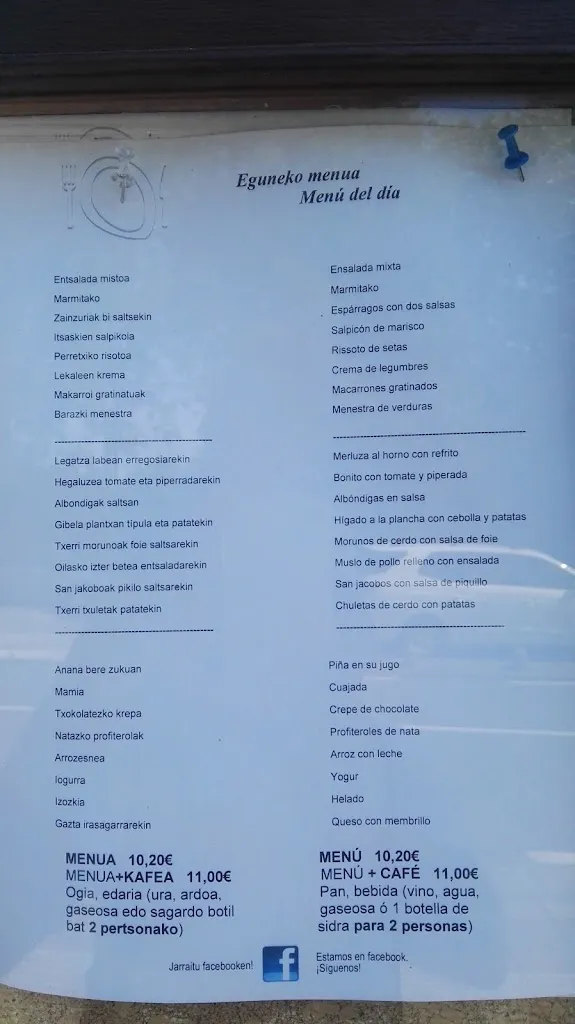 Eguneko menua
Menú del día
Entsalada mistoa
Marmitako
Zainzuriak bi saltsekin
Itsaskien salpikoia
Perretxiko risotoa
Lekaleen krema
Makarroi gratinatuak
Barazki menestra
Ensalada mixta
Marmitako
Espárragos con dos salsas
Salpicón de marisco
Rissoto de setas
Crema de legumbres
Macarrones gratinados
Menestra de verduras
Legatza labean erregosiarekin
Hegaluzea tomate eta piperradarekin
Albondigak saltsan
Gibela plantxan tipula eta patatekin
Txerri morunoak foie saltsarekin
Oilasko izter betea entsaladarekin
San jakoboak pikilo saltsarekin
Txerri txuletak patatekin
Merluza al horno con refrito
Bonito con tomate y piperada
Albóndigas en salsa
Hígado a la plancha con cebolla y patatas
Morunos de cerdo con salsa de foie
Muslo de pollo relleno con ensalada
San jacobos con salsa de piquillo
Chuletas de cerdo con patatas
Anana bere zukuan
Mamia
Txokolatezko krepa
Natazko profiterolak
Arrozesnea
Iogurra
Izozkia
Gazta irasagarrarekin
Piña en su jugo
Cuajada
Crepe de chocolate
Profiteroles de nata
Arroz con leche
Yogur
Helado
Queso con membrillo
MENUA 10,20€
MENUA+KAFEA 11,00€
Ogia, edaria (ura, ardoa,
gaseosa edo sagardo botil
bat 2 pertsonako)
MENÚ 10,20€
MENÚ + CAFÉ 11,00€
Pan, bebida (vino, agua,
gaseosa ó 1 botella de
sidra para 2 personas)
Jarraitu facebooken!
f
Estamos en facebook.
¡Siguenos!